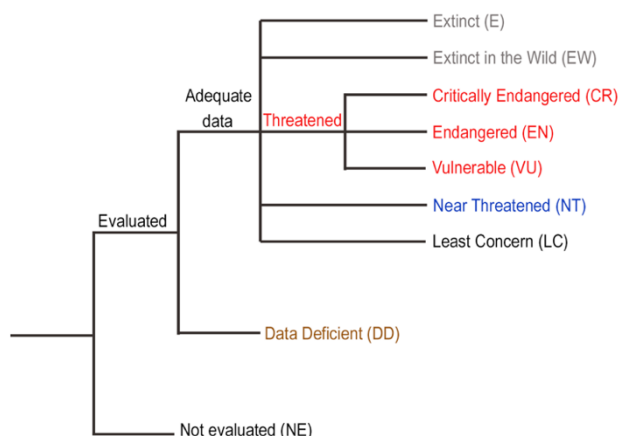 Extinct (E)
Extinct in the Wild (EW)
Adequate
data
Critically Endangered (CR)
Threatened
Endangered (EN)
Vulnerable (VU)
Near Threatened (NT)
Evaluated
Least Concern (LC)
Data Deficient (DD)
Not evaluated (NE)